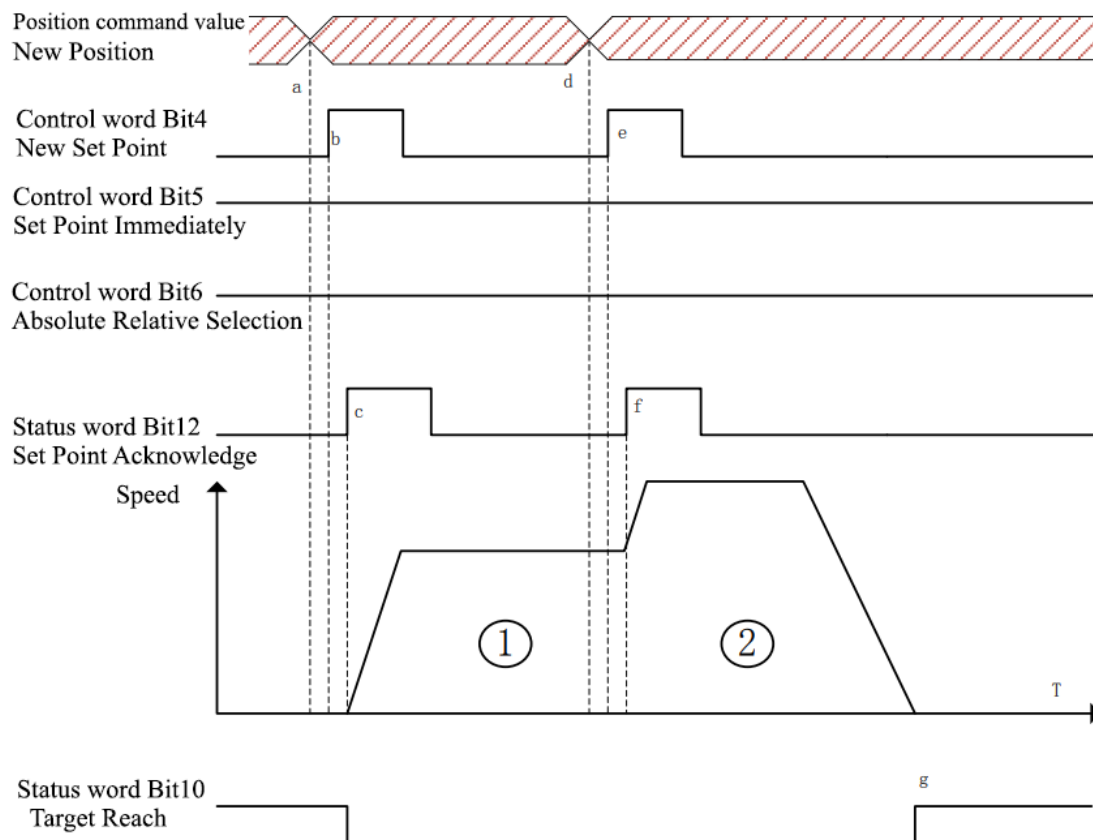 Position command value
New Position
a
d
Control word Bit4
New Set Point
b
e
Control word Bit5
Set Point Immediately
Control word Bit6
Absolute Relative Selection
Status word Bit12
Set Point Acknowledge
c
f
Speed
①
②
T
Status word Bit10
Target Reach
g